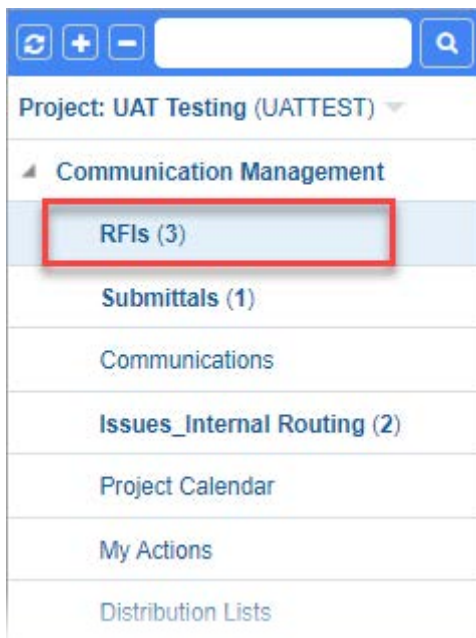 Project: UAT Testing (UATTEST)
Communication Management
RFIs (3)
Submittals (1)
Communications
Issues_Internal Routing (2)
Project Calendar
My Actions
Distribution Lists